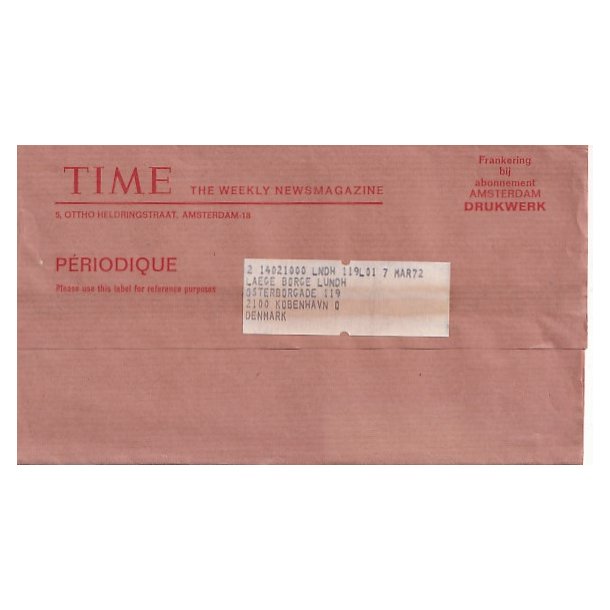 TIME THE WEEKLY NEWSMAGAZINE
5, OTTHO HELDRINGSTRAAT, AMSTERDAM-18
Frankering
bij
abonnement
AMSTERDAM
DRUKWERK
PÉRIODIQUE
Please use this label for reference purposes
2 14021000 LNDH 119L01 7 MAR72
LAEGE BORGE LUNDH
OSTERBORGADE 119
2100 KOBENHAVN O
DENMARK